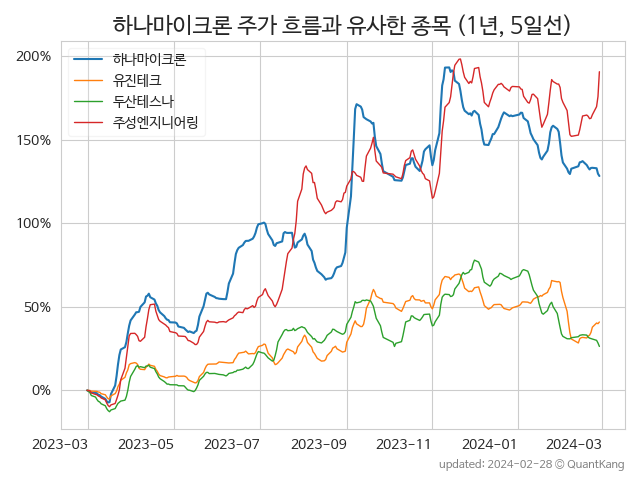 하나마이크론 주가 흐름과 유사한 종목 (1년, 5일선)
하나마이크론
유진테크
두산테스나
주성엔지니어링
200%
150%
100%
50%
0%
2023-03 2023-05 2023-07 2023-09 2023-11 2024-01 2024-03
updated: 2024-02-28 ⓒ QuantKang